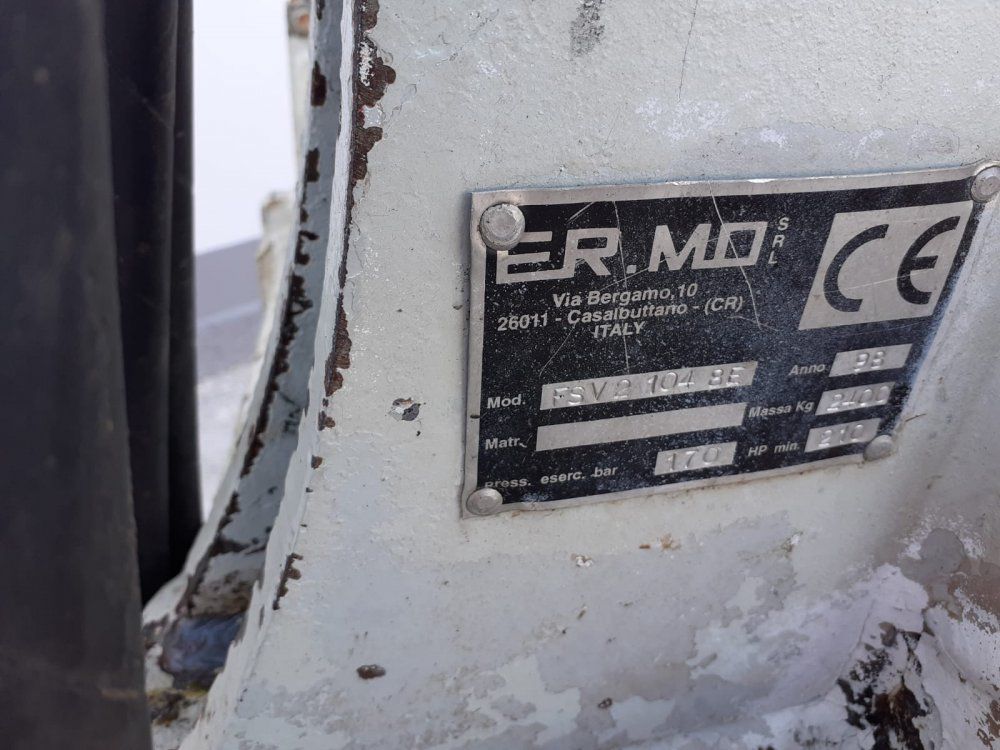 ER.MO SRL
CE
Via Bergamo,10
26011 - Casalbuttano - (CR)
ITALY
Mod. FSV 2 104 8E Anno 98
Matr. Massa Kg 2400
Press. eserc. bar 170 HP min. 210